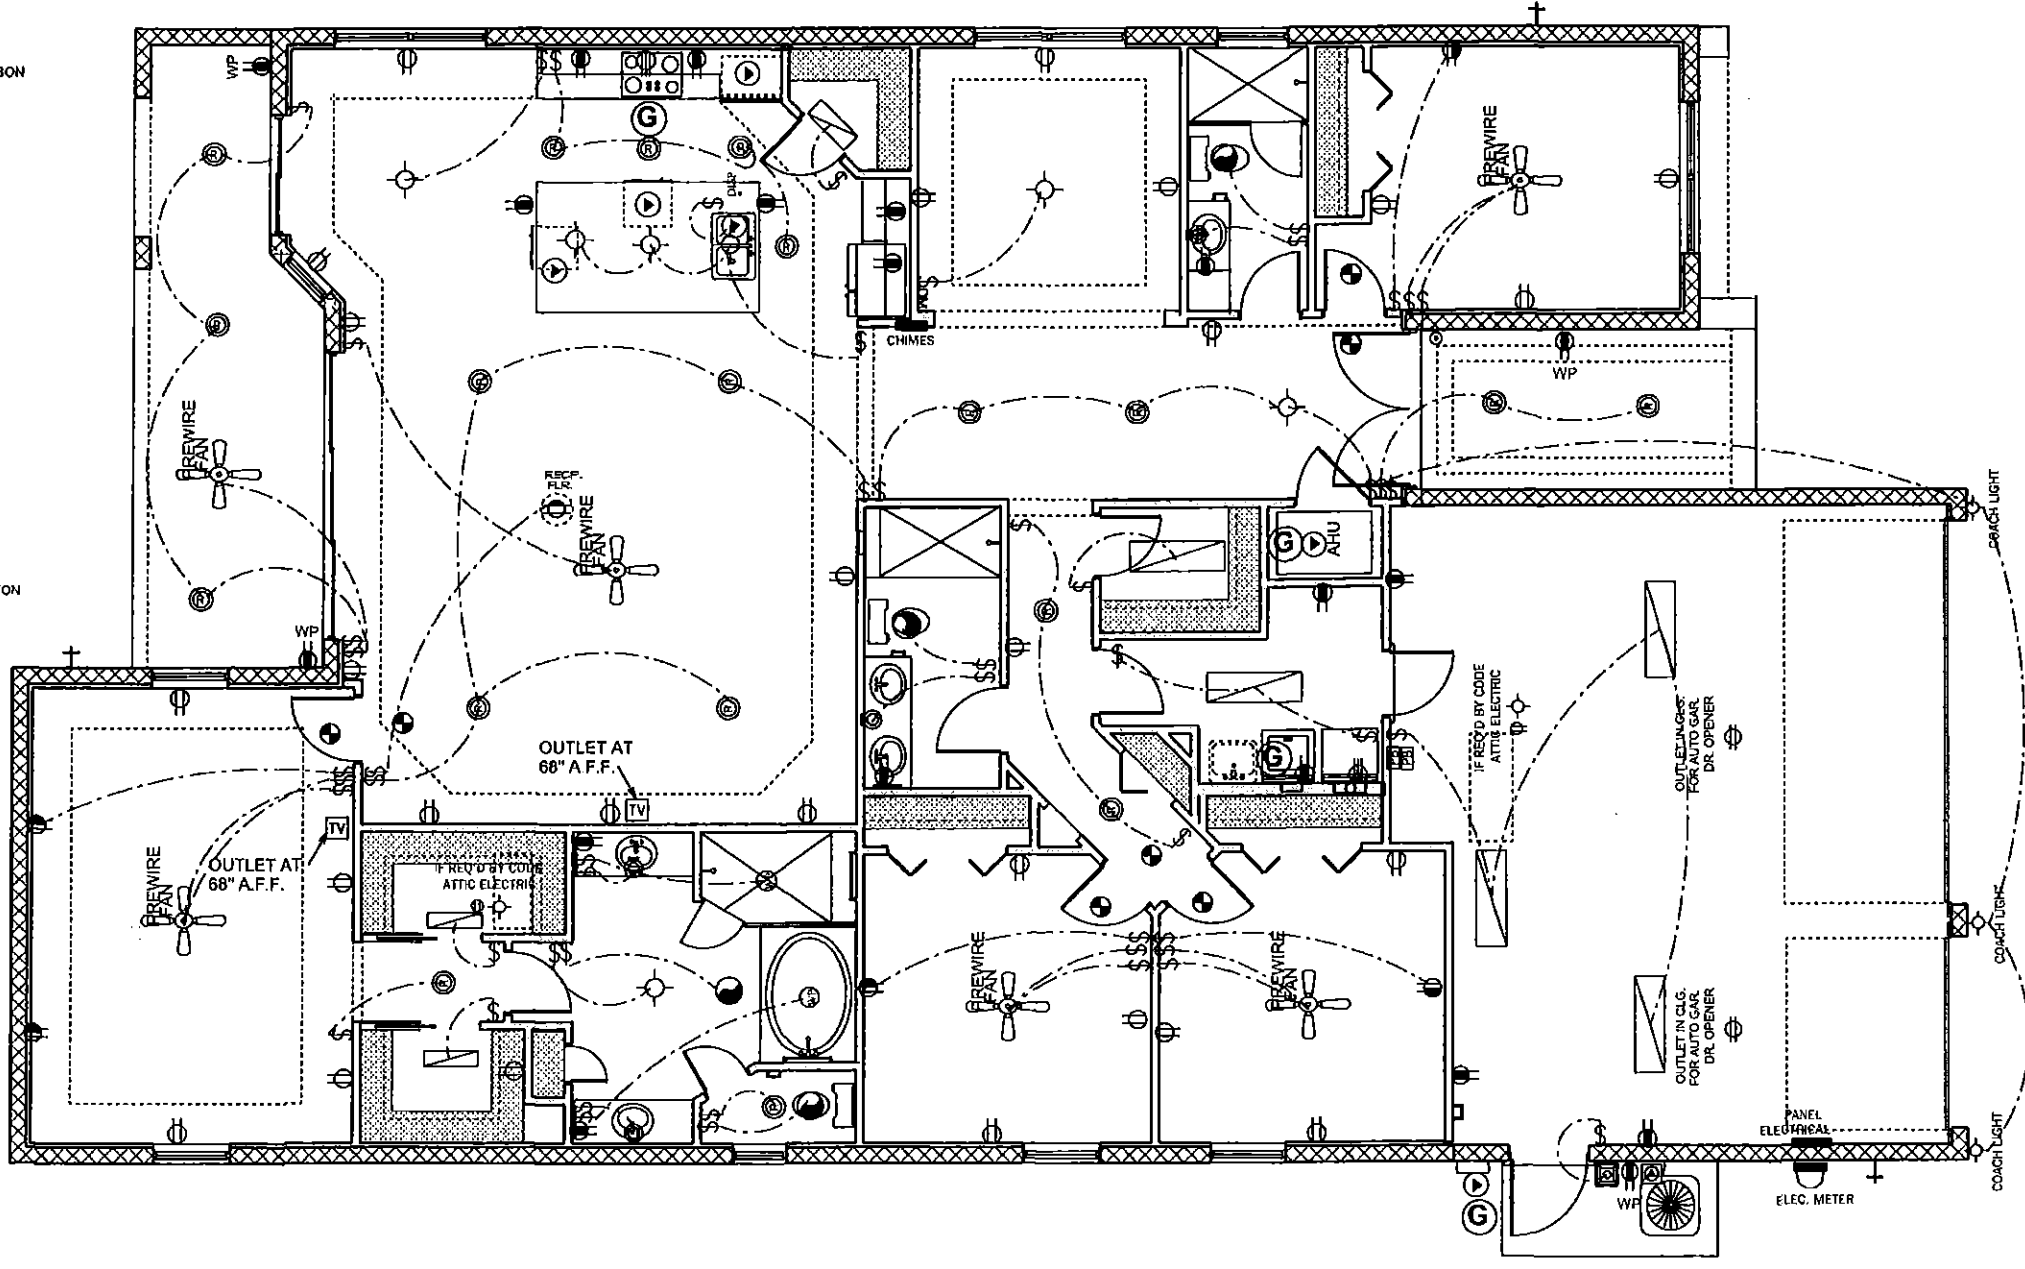 WP
G
PREWIRE
FAN
DISP
CHIMES
WP
PREWIRE
FAN
RECP.
FLR.
PREWIRE
FAN
COACH LIGHT
G
AHU
WP
IF REQ'D BY CODE
ATTIC ELECTRIC
OUTLET IN CLG.
FOR AUTO GAR.
DR. OPENER
OUTLET AT
68" A.F.F.
TV
G
TV
OUTLET AT
68" A.F.F.
PREWIRE
FAN
IF REQ'D BY CODE
ATTIC ELECTRIC
COACH LIGHT
PREWIRE
FAN
PREWIRE
FAN
OUTLET IN CLG.
FOR AUTO GAR.
DR. OPENER
PANEL
ELECTRICAL
COACH LIGHT
WP
G
ELEC. METER